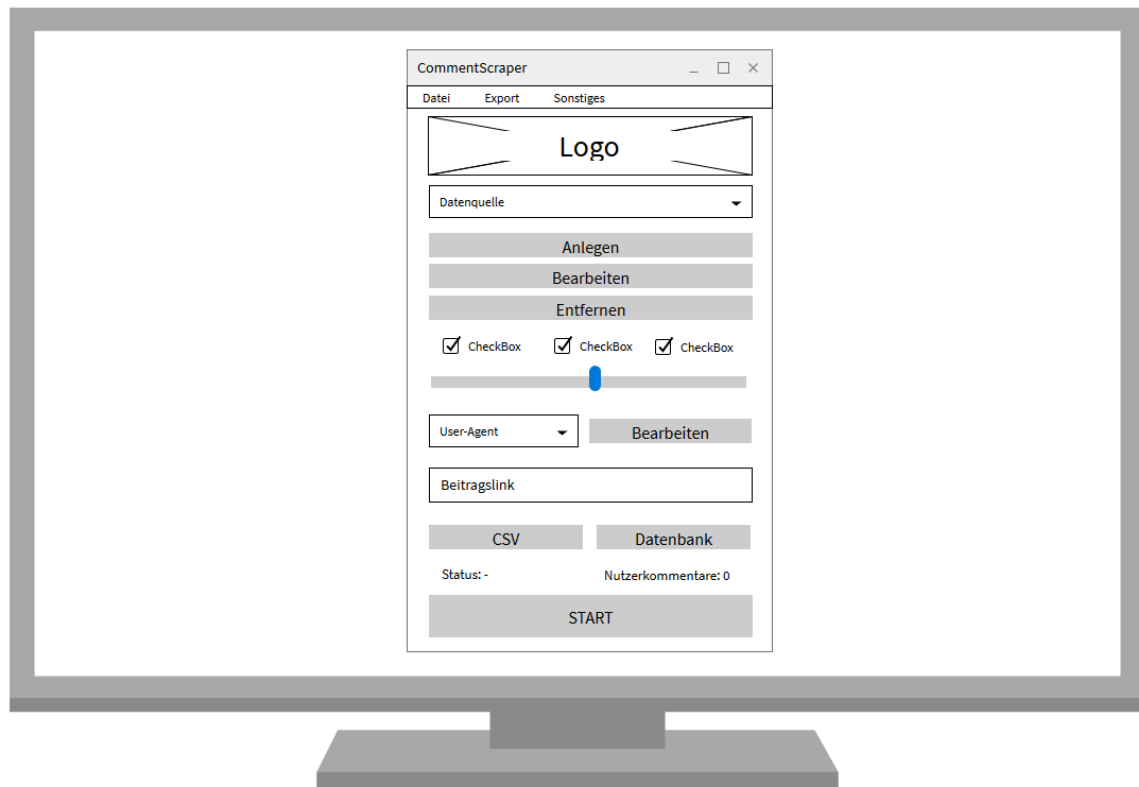 CommentScraper
Datei Export Sonstiges
Logo
Datenquelle
Anlegen
Bearbeiten
Entfernen
CheckBox CheckBox CheckBox
User-Agent Bearbeiten
Beitragslink
CSV Datenbank
Status: - Nutzerkommentare: 0
START